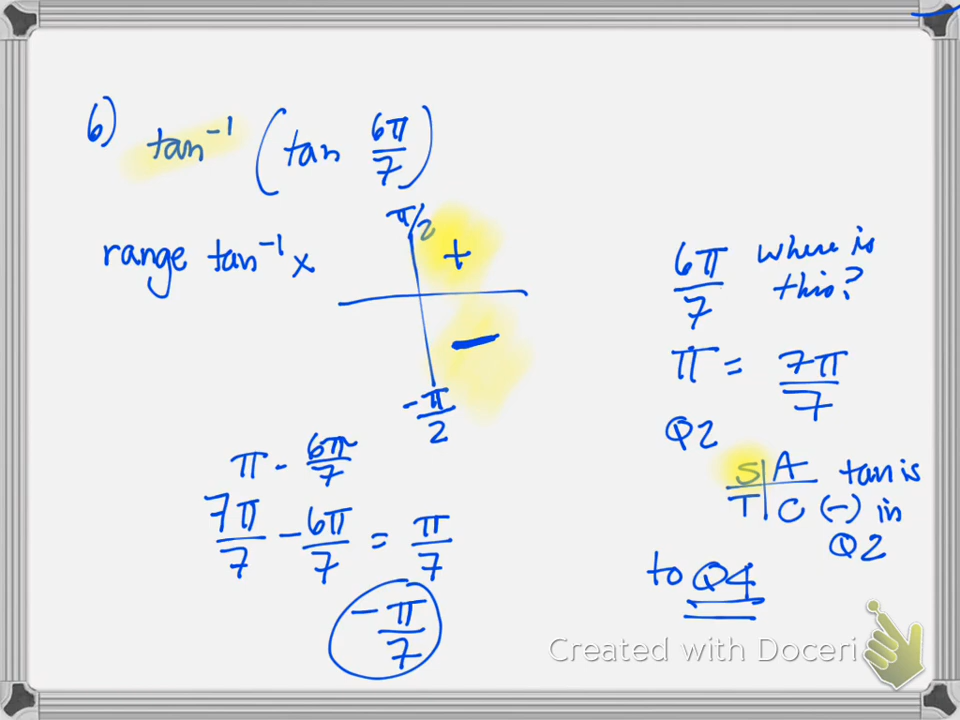 6) tan⁻¹ (tan 6π/7)
range tan⁻¹ x
π/2
+
−
-π/2
π - 6π/7
7π/7 - 6π/7 = π/7
-π/7
6π/7 where is this?
π = 7π/7
Q2
S A tan is
T C (-) in
Q2
to Q4
Created with Doceri